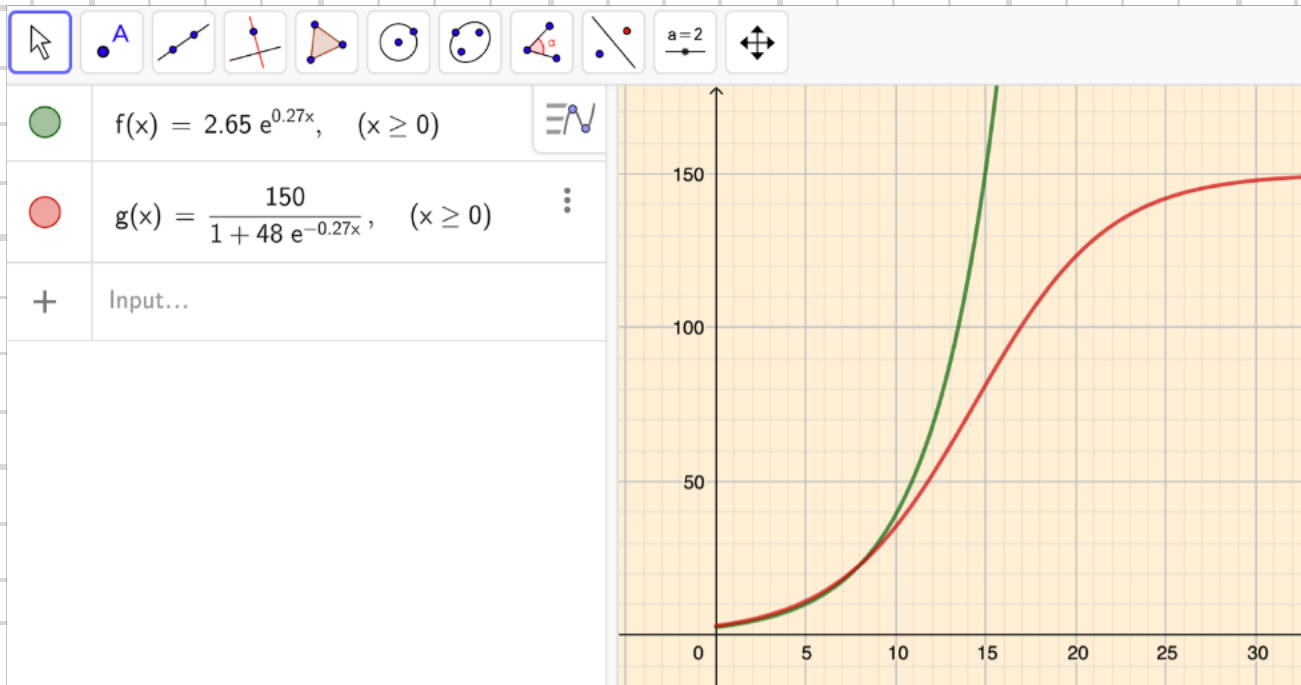 A
α
a = 2
f(x) = 2.65 e^0.27x, (x ≥ 0)
g(x) = 150 / (1 + 48 e^−0.27x), (x ≥ 0)
+ Input...
150
100
50
0 5 10 15 20 25 30